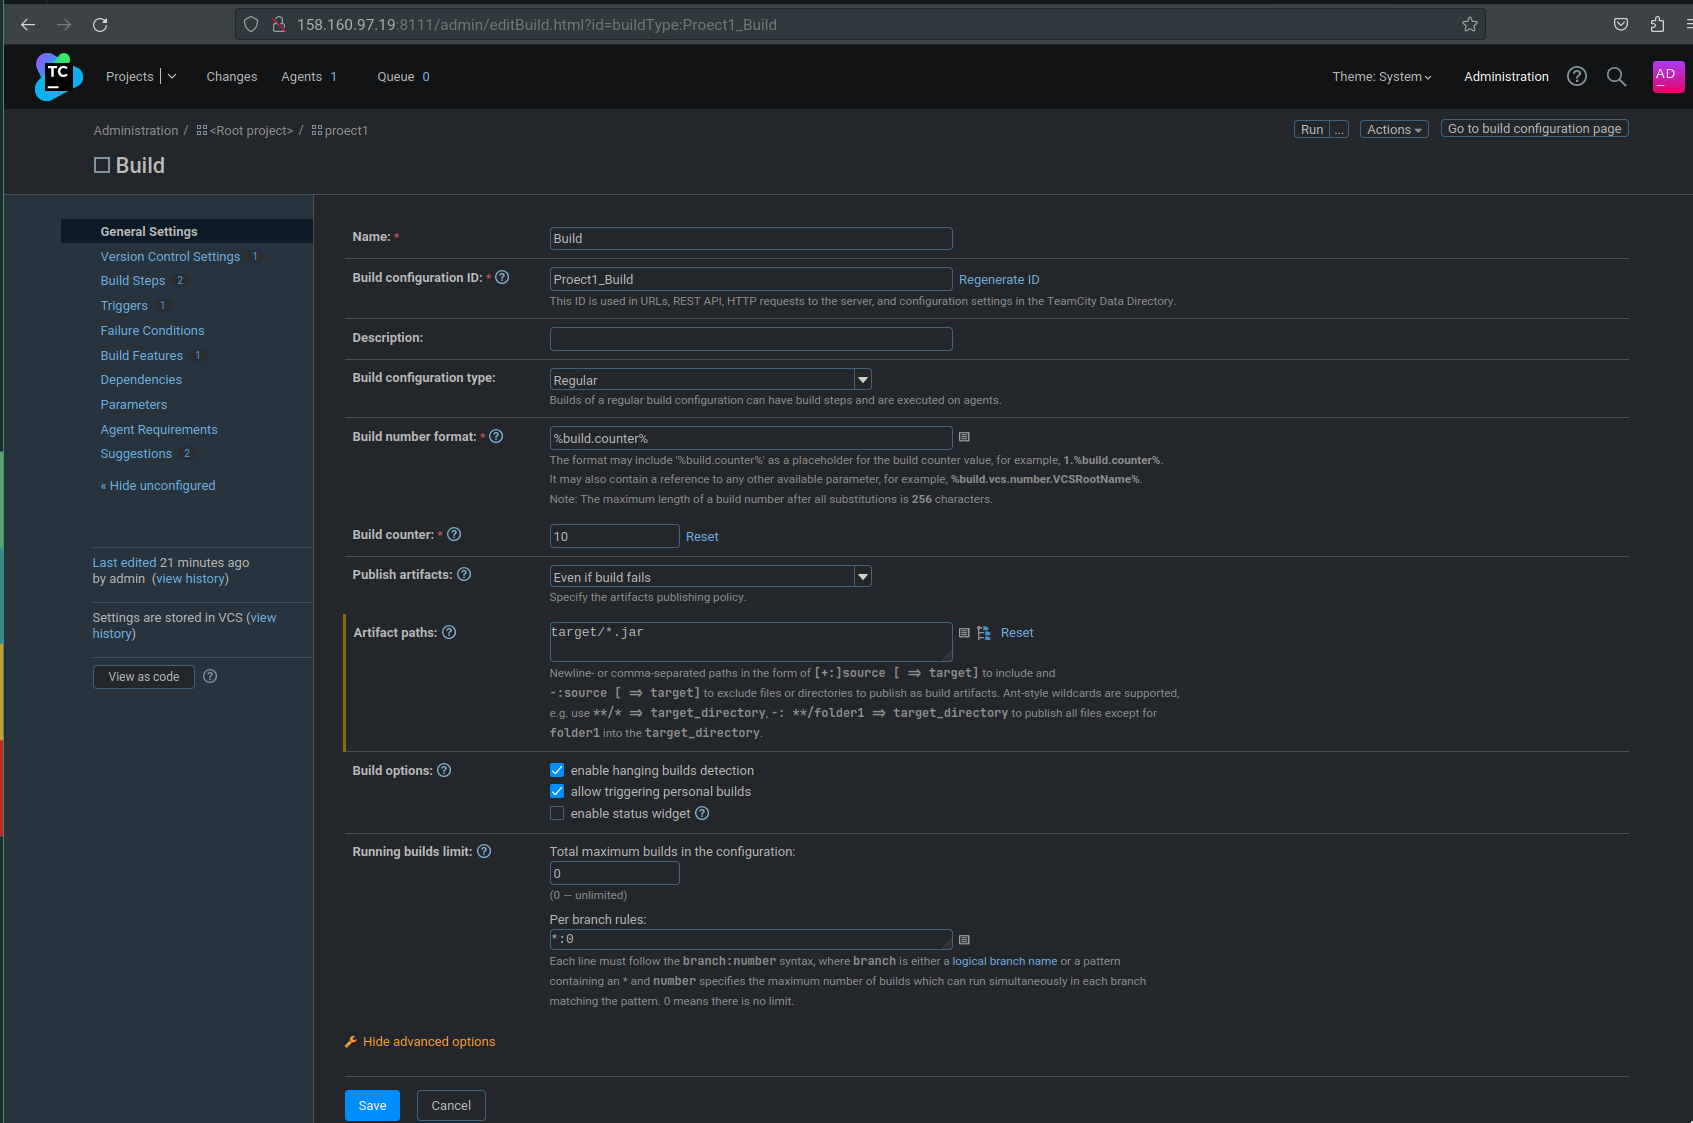 158.160.97.19:8111/admin/editBuild.html?id=buildType:Proect1_Build
TC
Projects
Changes
Agents 1
Queue 0
Theme: System
Administration
AD
Administration / <Root project> / proect1
Run ...
Actions
Go to build configuration page
Build
General Settings
Version Control Settings 1
Build Steps 2
Triggers 1
Failure Conditions
Build Features 1
Dependencies
Parameters
Agent Requirements
Suggestions 2
« Hide unconfigured
Last edited 21 minutes ago
by admin (view history)
Settings are stored in VCS (view
history)
View as code ?
Name: *
Build
Build configuration ID: * ?
Proect1_Build
Regenerate ID
This ID is used in URLs, REST API, HTTP requests to the server, and configuration settings in the TeamCity Data Directory.
Description:
Build configuration type:
Regular
Builds of a regular build configuration can have build steps and are executed on agents.
Build number format: * ?
%build.counter%
The format may include '%build.counter%' as a placeholder for the build counter value, for example, 1.%build.counter%.
It may also contain a reference to any other available parameter, for example, %build.vcs.number.VCSRootName%.
Note: The maximum length of a build number after all substitutions is 256 characters.
Build counter: * ?
10
Reset
Publish artifacts: ?
Even if build fails
Specify the artifacts publishing policy.
Artifact paths: ?
target/*.jar
Reset
Newline- or comma-separated paths in the form of [+:]source [ => target] to include and
-:source [ => target] to exclude files or directories to publish as build artifacts. Ant-style wildcards are supported,
e.g. use **/* => target_directory, -: **/folder1 => target_directory to publish all files except for
folder1 into the target_directory.
Build options: ?
enable hanging builds detection
allow triggering personal builds
enable status widget ?
Running builds limit: ?
Total maximum builds in the configuration:
0
(0 — unlimited)
Per branch rules:
*:0
Each line must follow the branch:number syntax, where branch is either a logical branch name or a pattern
containing an * and number specifies the maximum number of builds which can run simultaneously in each branch
matching the pattern. 0 means there is no limit.
Hide advanced options
Save
Cancel